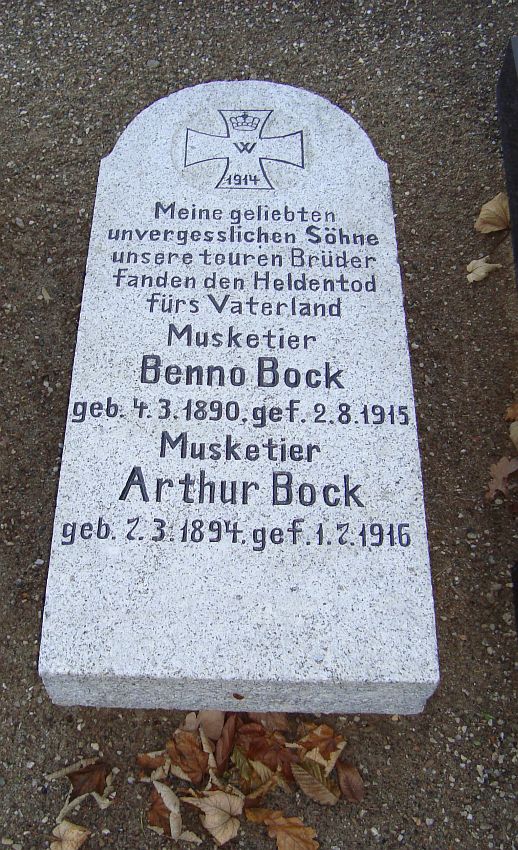 W
1914
Meine geliebten
unvergesslichen Söhne
unsere teuren Brüder
fanden den Heldentod
fürs Vaterland
Musketier
Benno Bock
geb. 4.3.1890. gef. 2.8.1915
Musketier
Arthur Bock
geb. 7.3.1894. gef. 1.7.1916